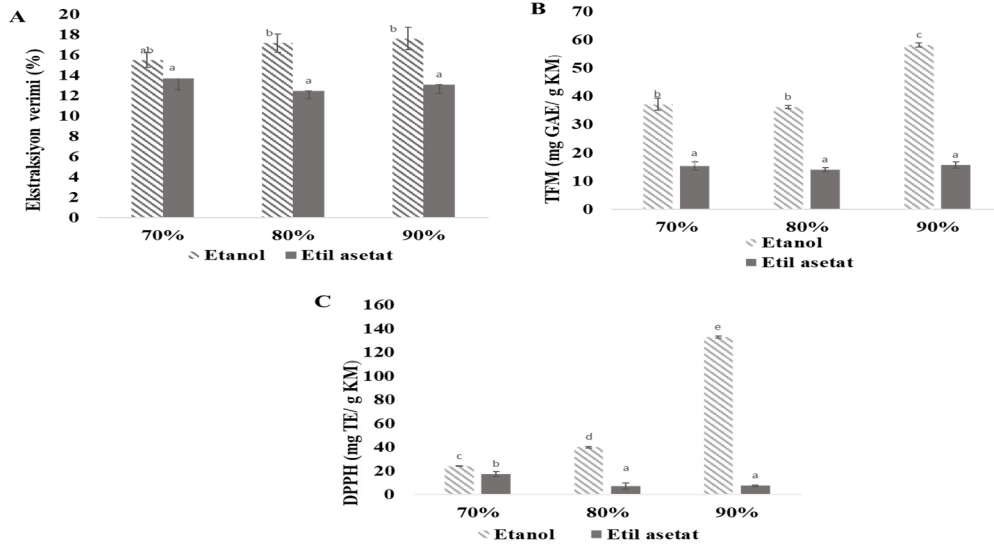 A
Ekstraksiyon verimi (%)
20
18
16
14
12
10
8
6
4
2
0
ab
a
b
a
b
a
70%
80%
90%
Etanol
Etil asetat
B
TFM (mg GAE/ g KM)
70
60
50
40
30
20
10
0
b
a
b
a
c
a
70%
80%
90%
Etanol
Etil asetat
C
DPPH (mg TE/ g KM)
160
140
120
100
80
60
40
20
0
c
b
d
a
e
a
70%
80%
90%
Etanol
Etil asetat